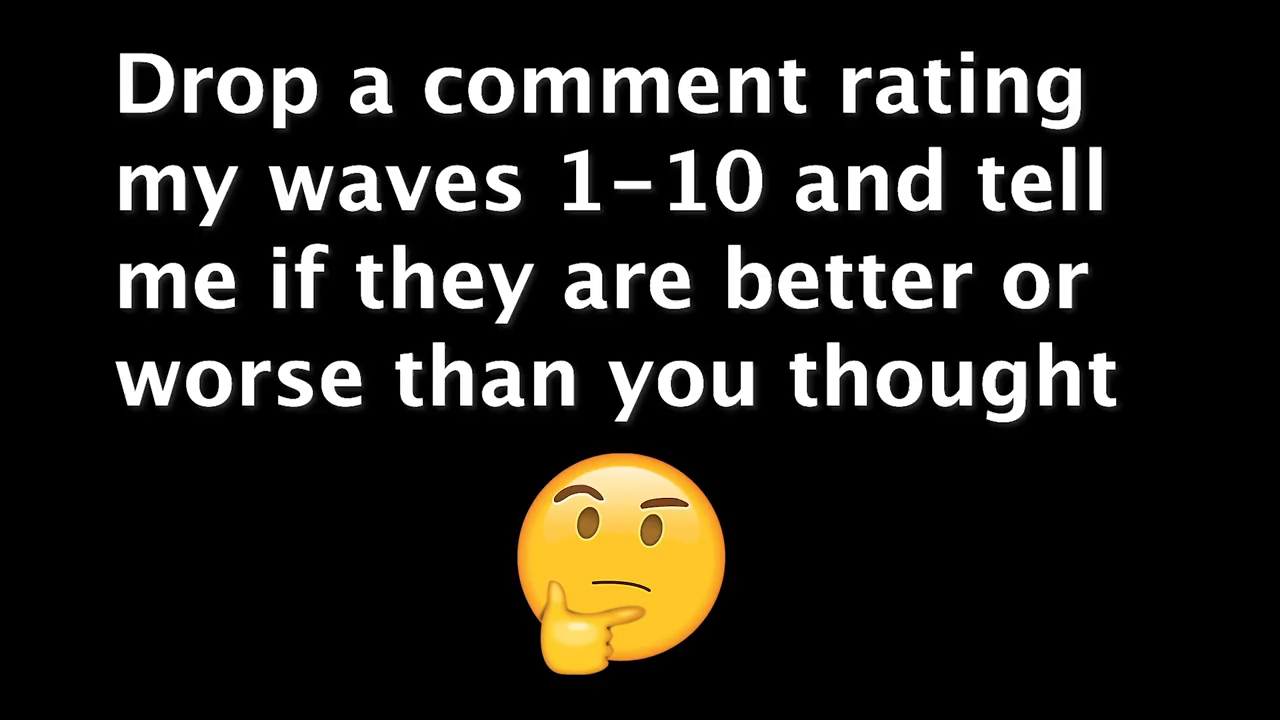 Drop a comment rating
my waves 1-10 and tell
me if they are better or
worse than you thought